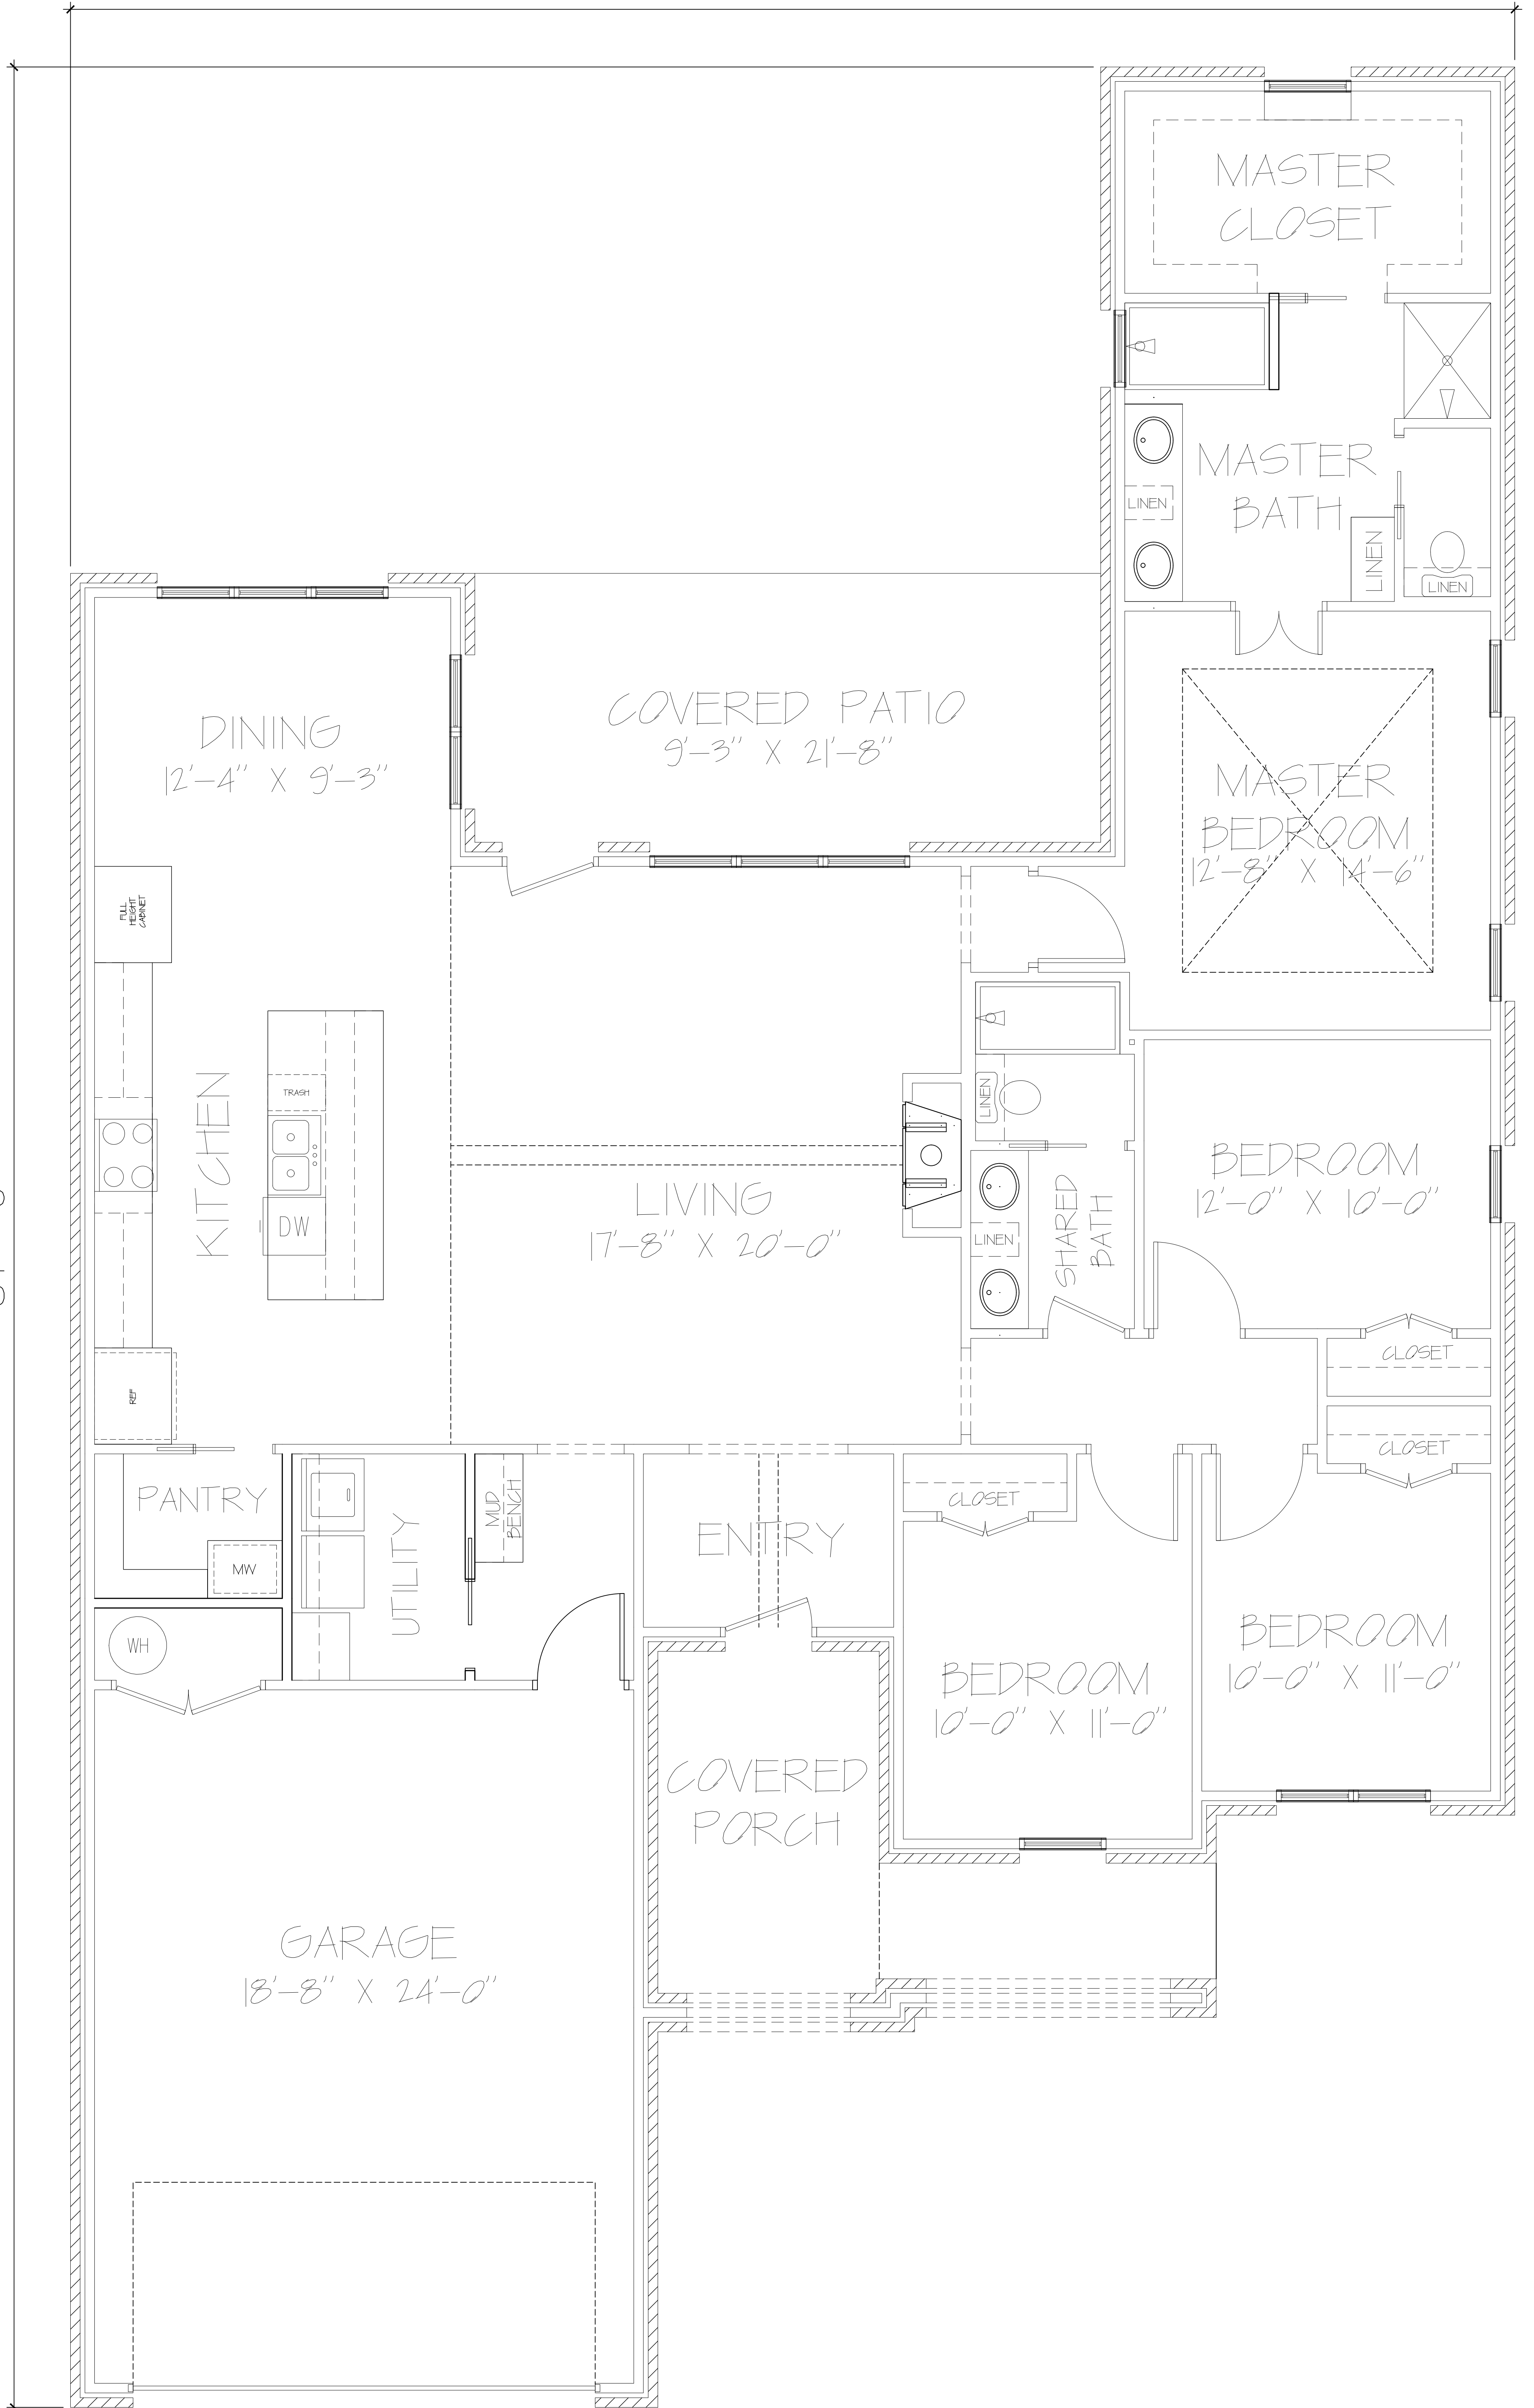 MASTER
CLOSET
MASTER
BATH
LINEN
LINEN
LINEN
COVERED PATIO
9'-3" X 21'-8"
DINING
12'-4" X 9'-3"
MASTER
BEDROOM
12'-8" X 14'-6"
FULL
HEIGHT
CABINET
KITCHEN
TRASH
DW
REF
LIVING
17'-8" X 20'-0"
LINEN
LINEN
SHARED
BATH
BEDROOM
12'-0" X 10'-0"
CLOSET
CLOSET
PANTRY
MW
WH
UTILITY
MUD
BENCH
ENTRY
CLOSET
BEDROOM
10'-0" X 11'-0"
BEDROOM
10'-0" X 11'-0"
COVERED
PORCH
GARAGE
18'-8" X 24'-0"